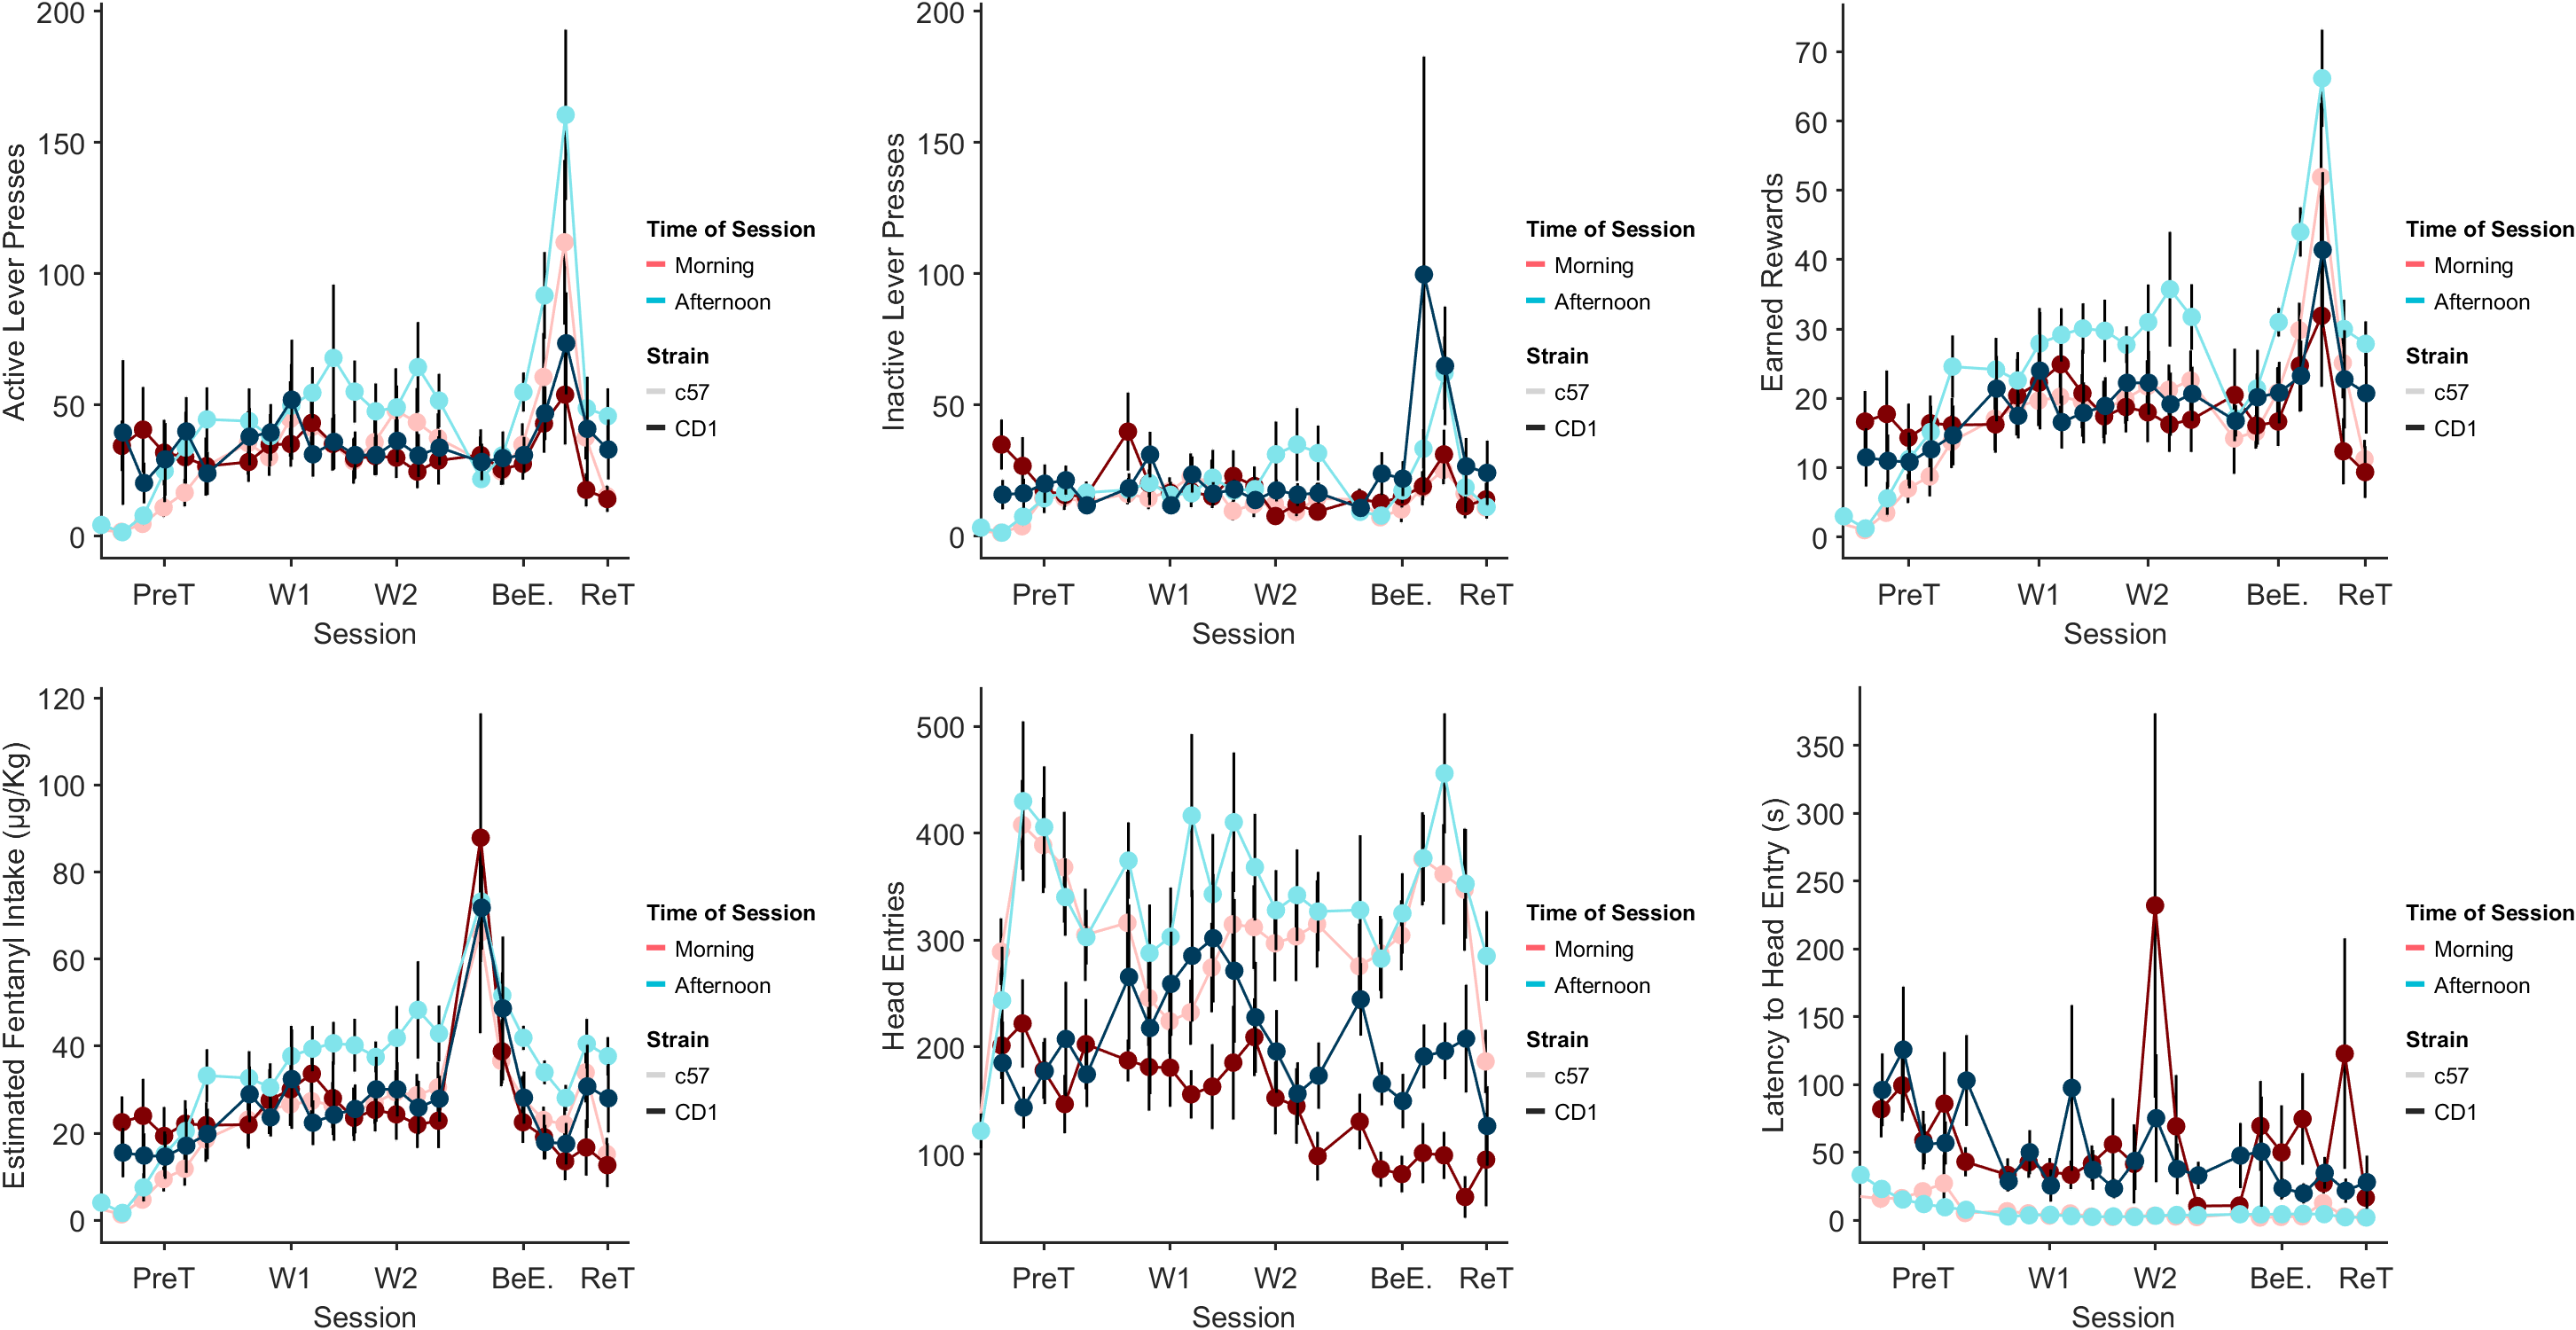 Active Lever Presses
200
150
100
50
0
PreT W1 W2 BeE. ReT
Session
Time of Session
Morning
Afternoon
Strain
c57
CD1
Inactive Lever Presses
200
150
100
50
0
PreT W1 W2 BeE. ReT
Session
Time of Session
Morning
Afternoon
Strain
c57
CD1
Earned Rewards
70
60
50
40
30
20
10
0
PreT W1 W2 BeE. ReT
Session
Time of Session
Morning
Afternoon
Strain
c57
CD1
Estimated Fentanyl Intake (μg/Kg)
120
100
80
60
40
20
0
PreT W1 W2 BeE. ReT
Session
Time of Session
Morning
Afternoon
Strain
c57
CD1
Head Entries
500
400
300
200
100
PreT W1 W2 BeE. ReT
Session
Time of Session
Morning
Afternoon
Strain
c57
CD1
Latency to Head Entry (s)
350
300
250
200
150
100
50
0
PreT W1 W2 BeE. ReT
Session
Time of Session
Morning
Afternoon
Strain
c57
CD1